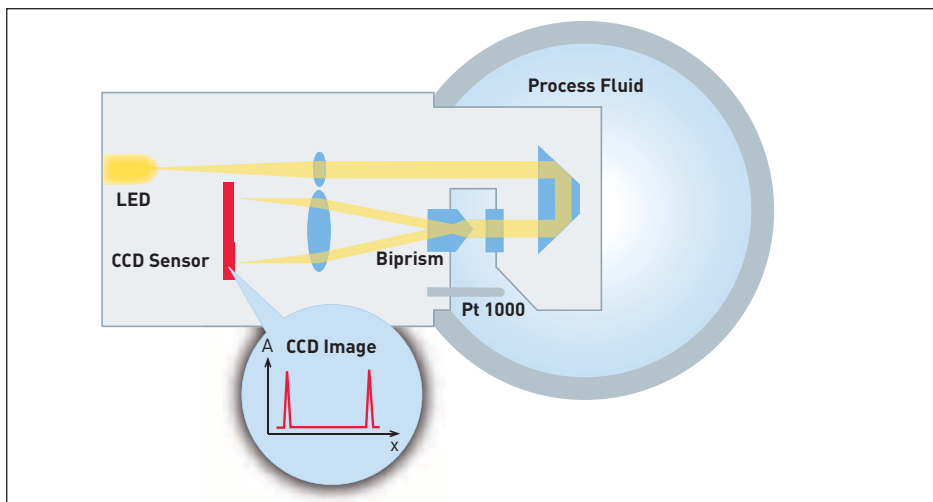 Process Fluid
LED
CCD Sensor
Biprism
Pt 1000
CCD Image
A
x